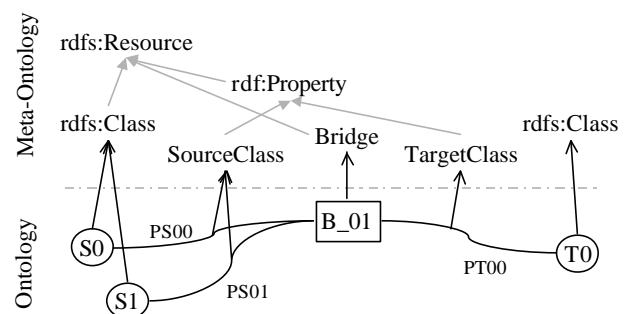 Meta-Ontology
rdfs:Resource
rdf:Property
rdfs:Class
SourceClass
Bridge
TargetClass
rdfs:Class
Ontology
S0
PS00
B_01
T0
PT00
S1
PS01